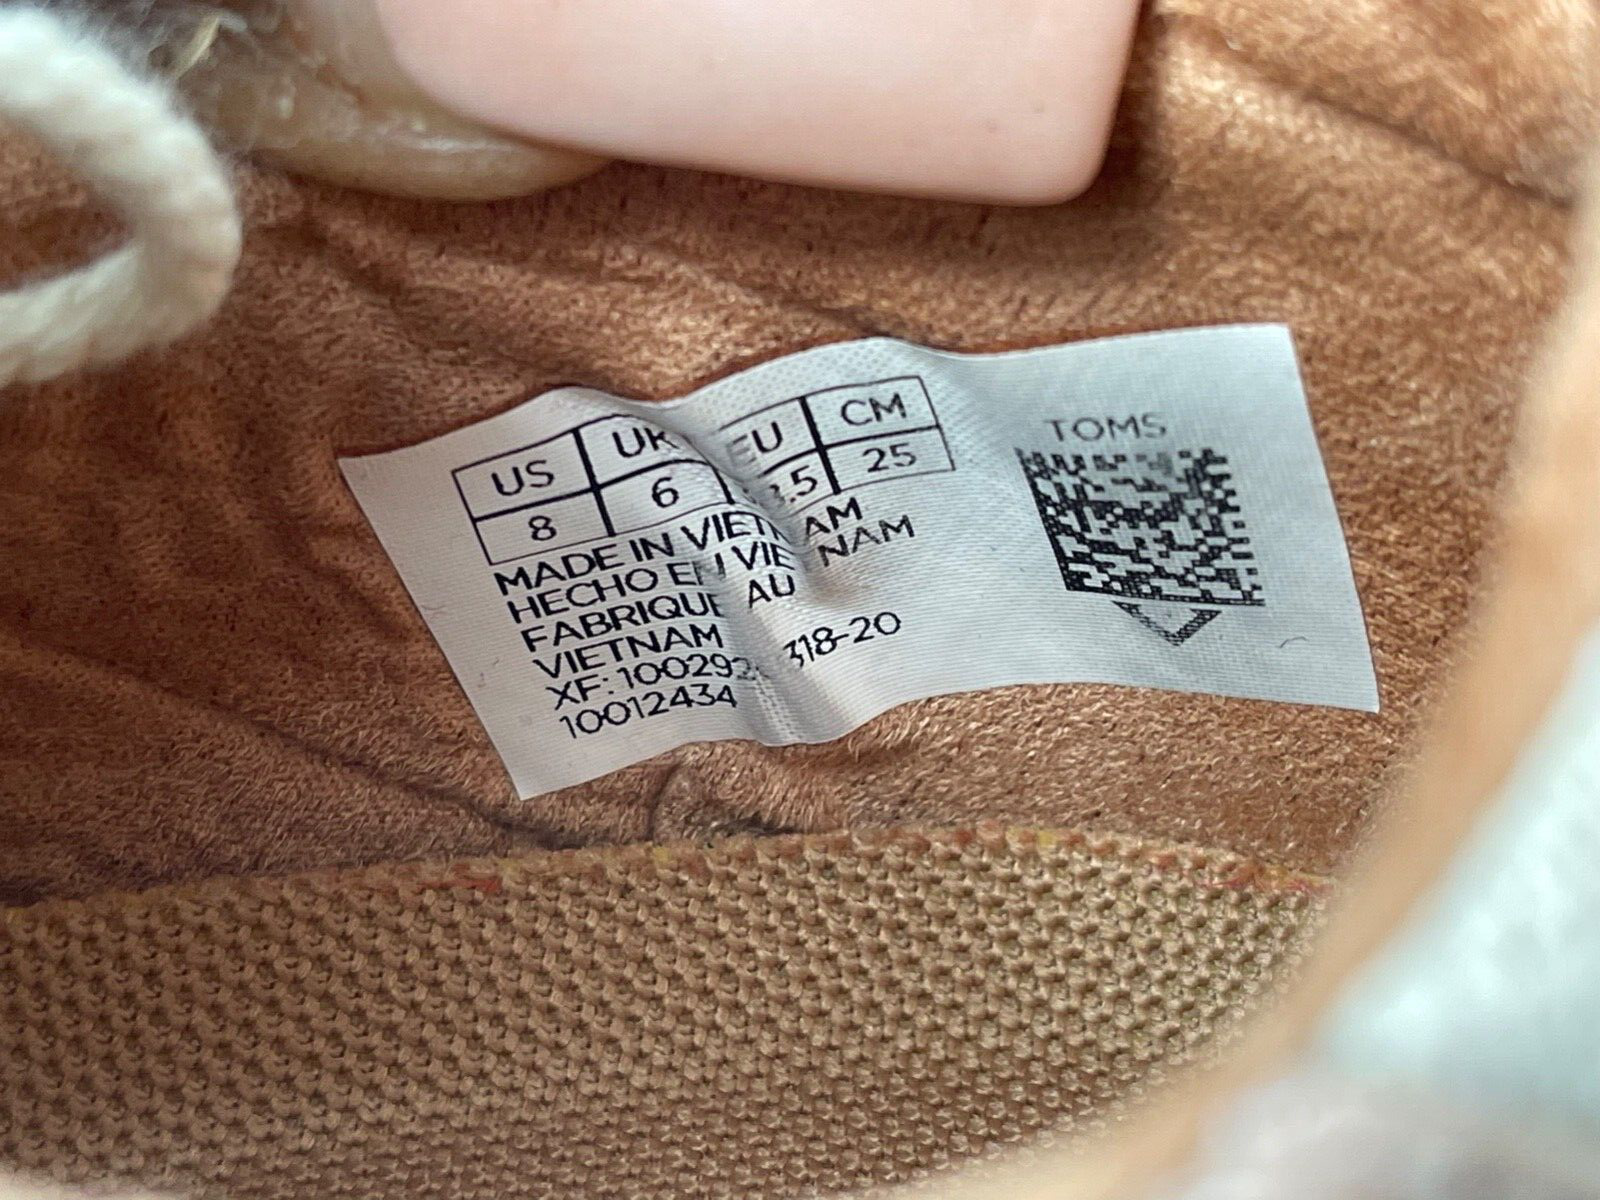 US UK EU CM
8 6 25
MADE IN VIETNAM
HECHO EN VIETNAM
FABRIQUE AU
VIETNAM
XF: 318-20
10012434
TOMS